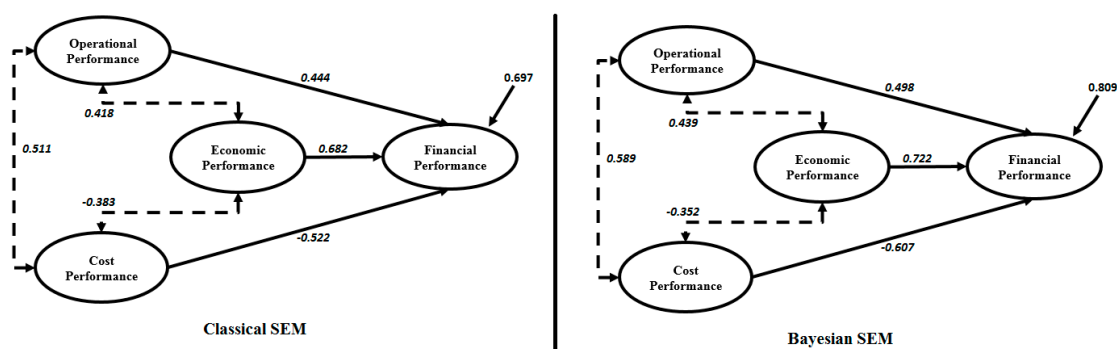 Operational
Performance
0.444
0.697
0.418
0.511
Economic
Performance
0.682
Financial
Performance
-0.383
-0.522
Cost
Performance
Classical SEM
Operational
Performance
0.498
0.809
0.439
0.589
Economic
Performance
0.722
Financial
Performance
-0.352
-0.607
Cost
Performance
Bayesian SEM